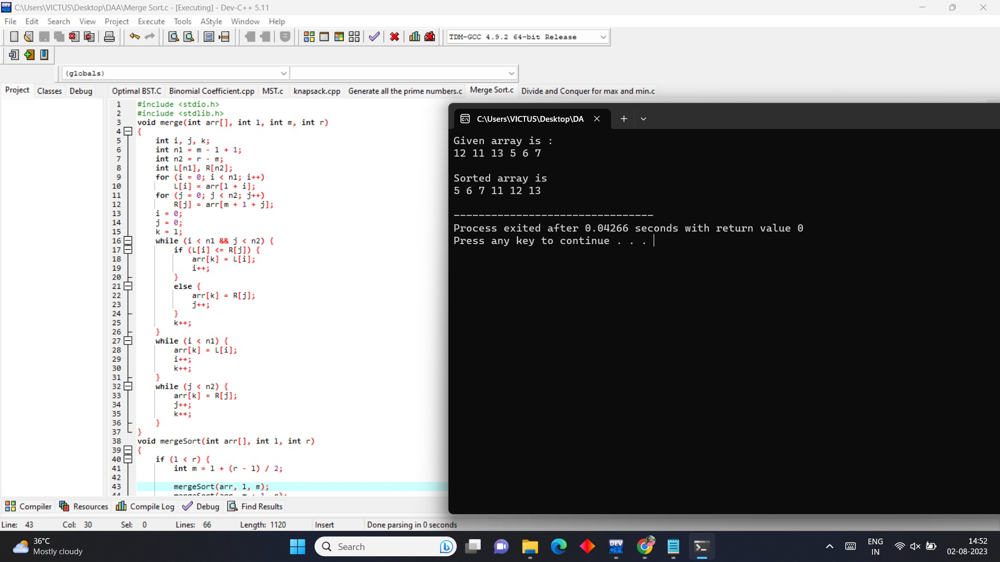 C:\Users\VICTUS\Desktop\DAA\Merge Sort.c - [Executing] - Dev-C++ 5.11
File Edit Search View Project Execute Tools AStyle Window Help
TDM-GCC 4.9.2 64-bit Release
(globals)
Project Classes Debug
Optimal BST.C Binomial Coefficient.cpp MST.c knapsack.cpp Generate all the prime numbers.c Merge Sort.c Divide and Conquer for max and min.c
1 #include <stdio.h>
2 #include <stdlib.h>
3 void merge(int arr[], int l, int m, int r)
4 {
5 int i, j, k;
6 int n1 = m - l + 1;
7 int n2 = r - m;
8 int L[n1], R[n2];
9 for (i = 0; i < n1; i++)
10 L[i] = arr[l + i];
11 for (j = 0; j < n2; j++)
12 R[j] = arr[m + 1 + j];
13 i = 0;
14 j = 0;
15 k = l;
16 while (i < n1 && j < n2) {
17 if (L[i] <= R[j]) {
18 arr[k] = L[i];
19 i++;
20 }
21 else {
22 arr[k] = R[j];
23 j++;
24 }
25 k++;
26 }
27 while (i < n1) {
28 arr[k] = L[i];
29 i++;
30 k++;
31 }
32 while (j < n2) {
33 arr[k] = R[j];
34 j++;
35 k++;
36 }
37 }
38 void mergeSort(int arr[], int l, int r)
39 {
40 if (l < r) {
41 int m = l + (r - l) / 2;
42
43 mergeSort(arr, l, m);
44 mergeSort(arr, m + 1, r);
C:\Users\VICTUS\Desktop\DA
Given array is :
12 11 13 5 6 7
Sorted array is
5 6 7 11 12 13
--------------------------------
Process exited after 0.04266 seconds with return value 0
Press any key to continue . . .
Compiler Resources Compile Log Debug Find Results
Line: 43 Col: 30 Sel: 0 Lines: 66 Length: 1120 Insert Done parsing in 0 seconds
36°C
Mostly cloudy
Search
DEV
ENG
IN
14:52
02-08-2023